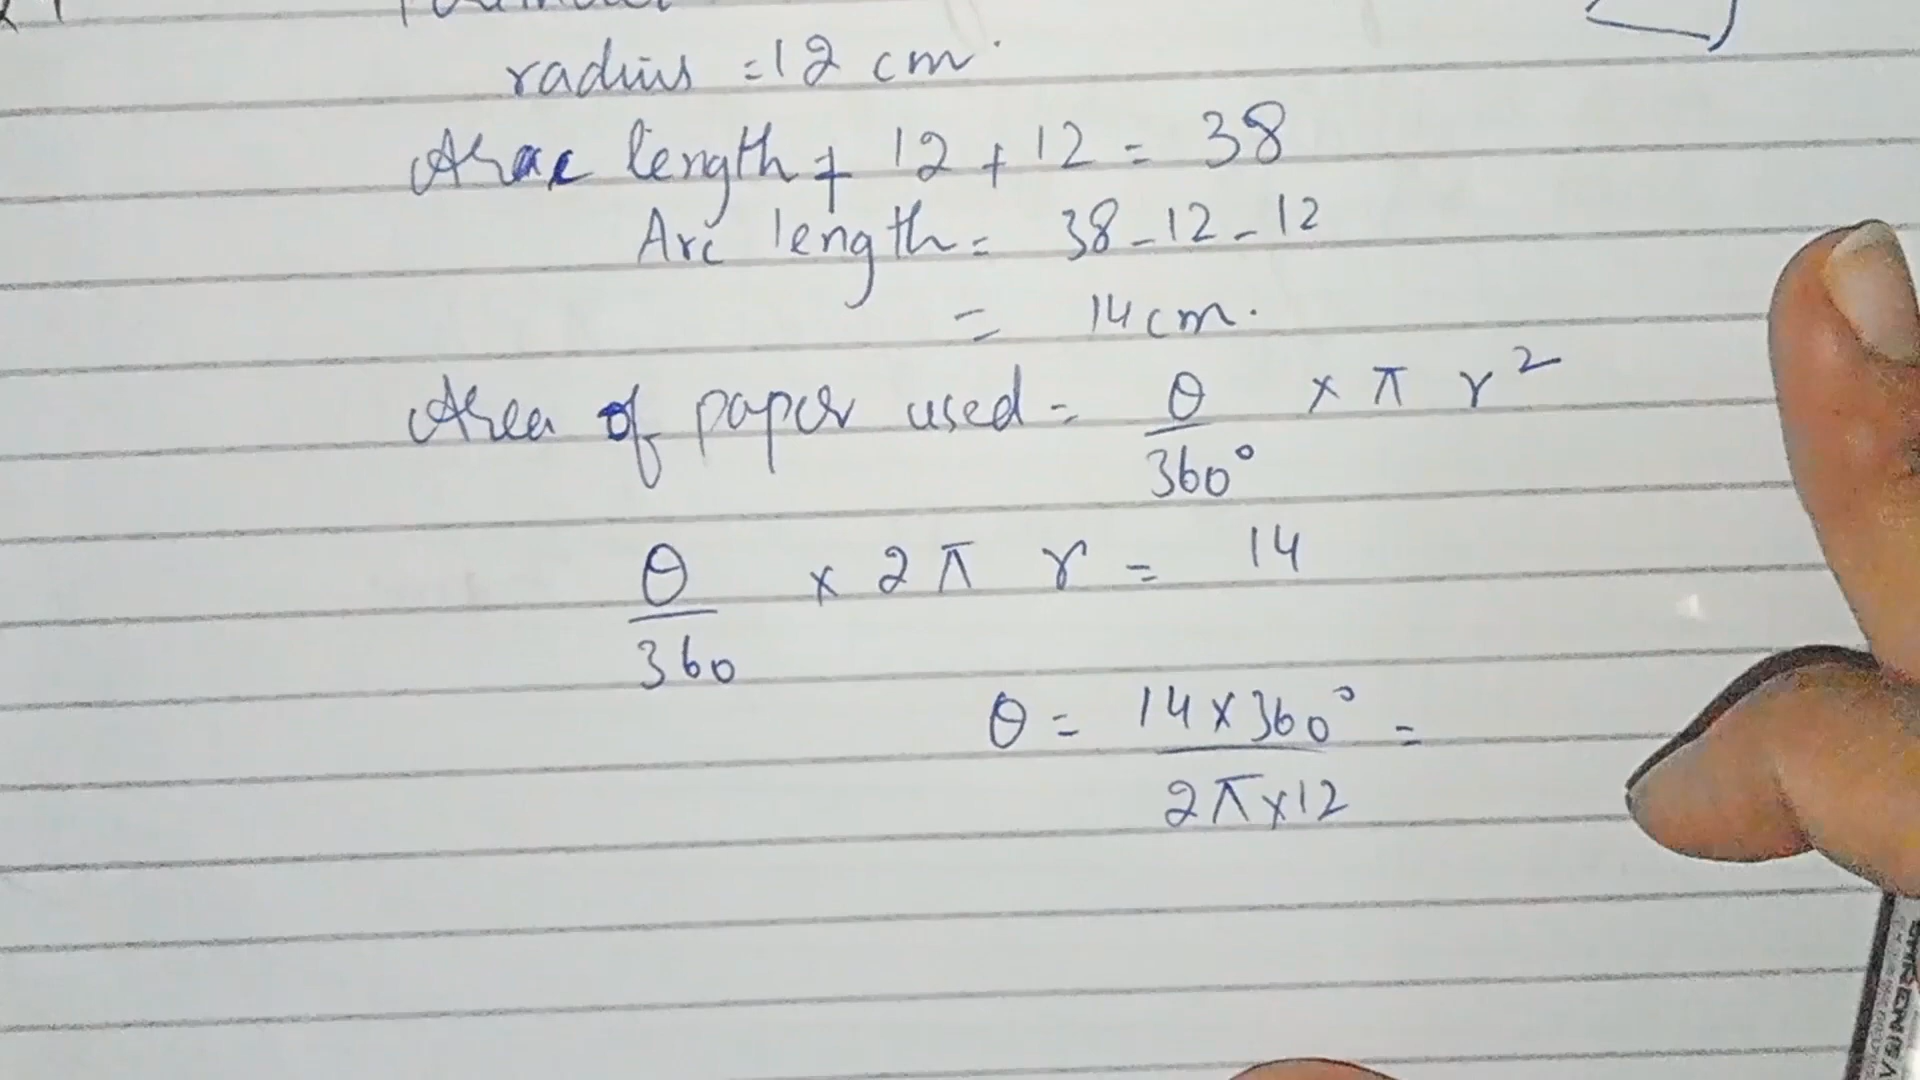 radius = 12 cm.
Arc length + 12 + 12 = 38
Arc length = 38 - 12 - 12
= 14 cm.
Area of paper used = θ/360° × π r²
θ/360 × 2 π r = 14
θ = 14 × 360° / 2π × 12 =